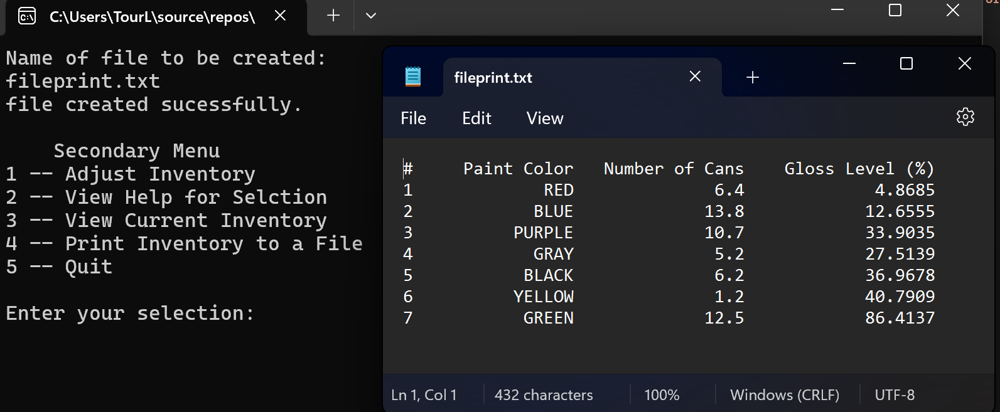 C:\Users\TourL\source\repos\
Name of file to be created:
fileprint.txt
file created sucessfully.
Secondary Menu
1 -- Adjust Inventory
2 -- View Help for Selction
3 -- View Current Inventory
4 -- Print Inventory to a File
5 -- Quit
Enter your selection:
fileprint.txt
File Edit View
# Paint Color Number of Cans Gloss Level (%)
1 RED 6.4 4.8685
2 BLUE 13.8 12.6555
3 PURPLE 10.7 33.9035
4 GRAY 5.2 27.5139
5 BLACK 6.2 36.9678
6 YELLOW 1.2 40.7909
7 GREEN 12.5 86.4137
Ln 1, Col 1 432 characters 100% Windows (CRLF) UTF-8